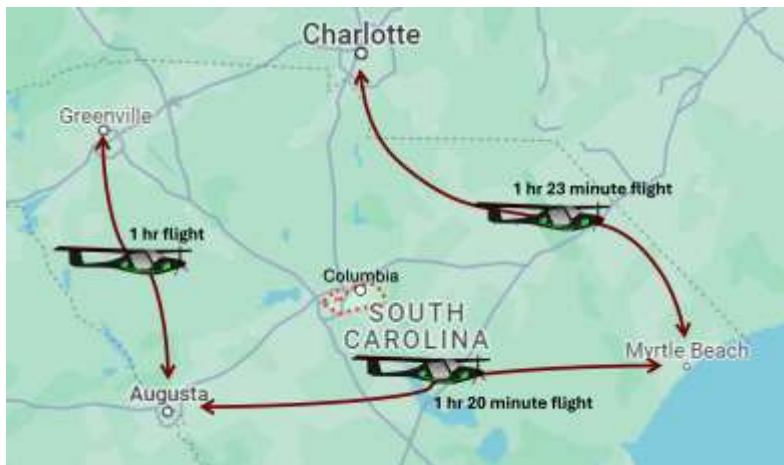 Charlotte
Greenville
1 hr 23 minute flight
1 hr flight
Columbia
SOUTH
CAROLINA
Myrtle Beach
Augusta
1 hr 20 minute flight